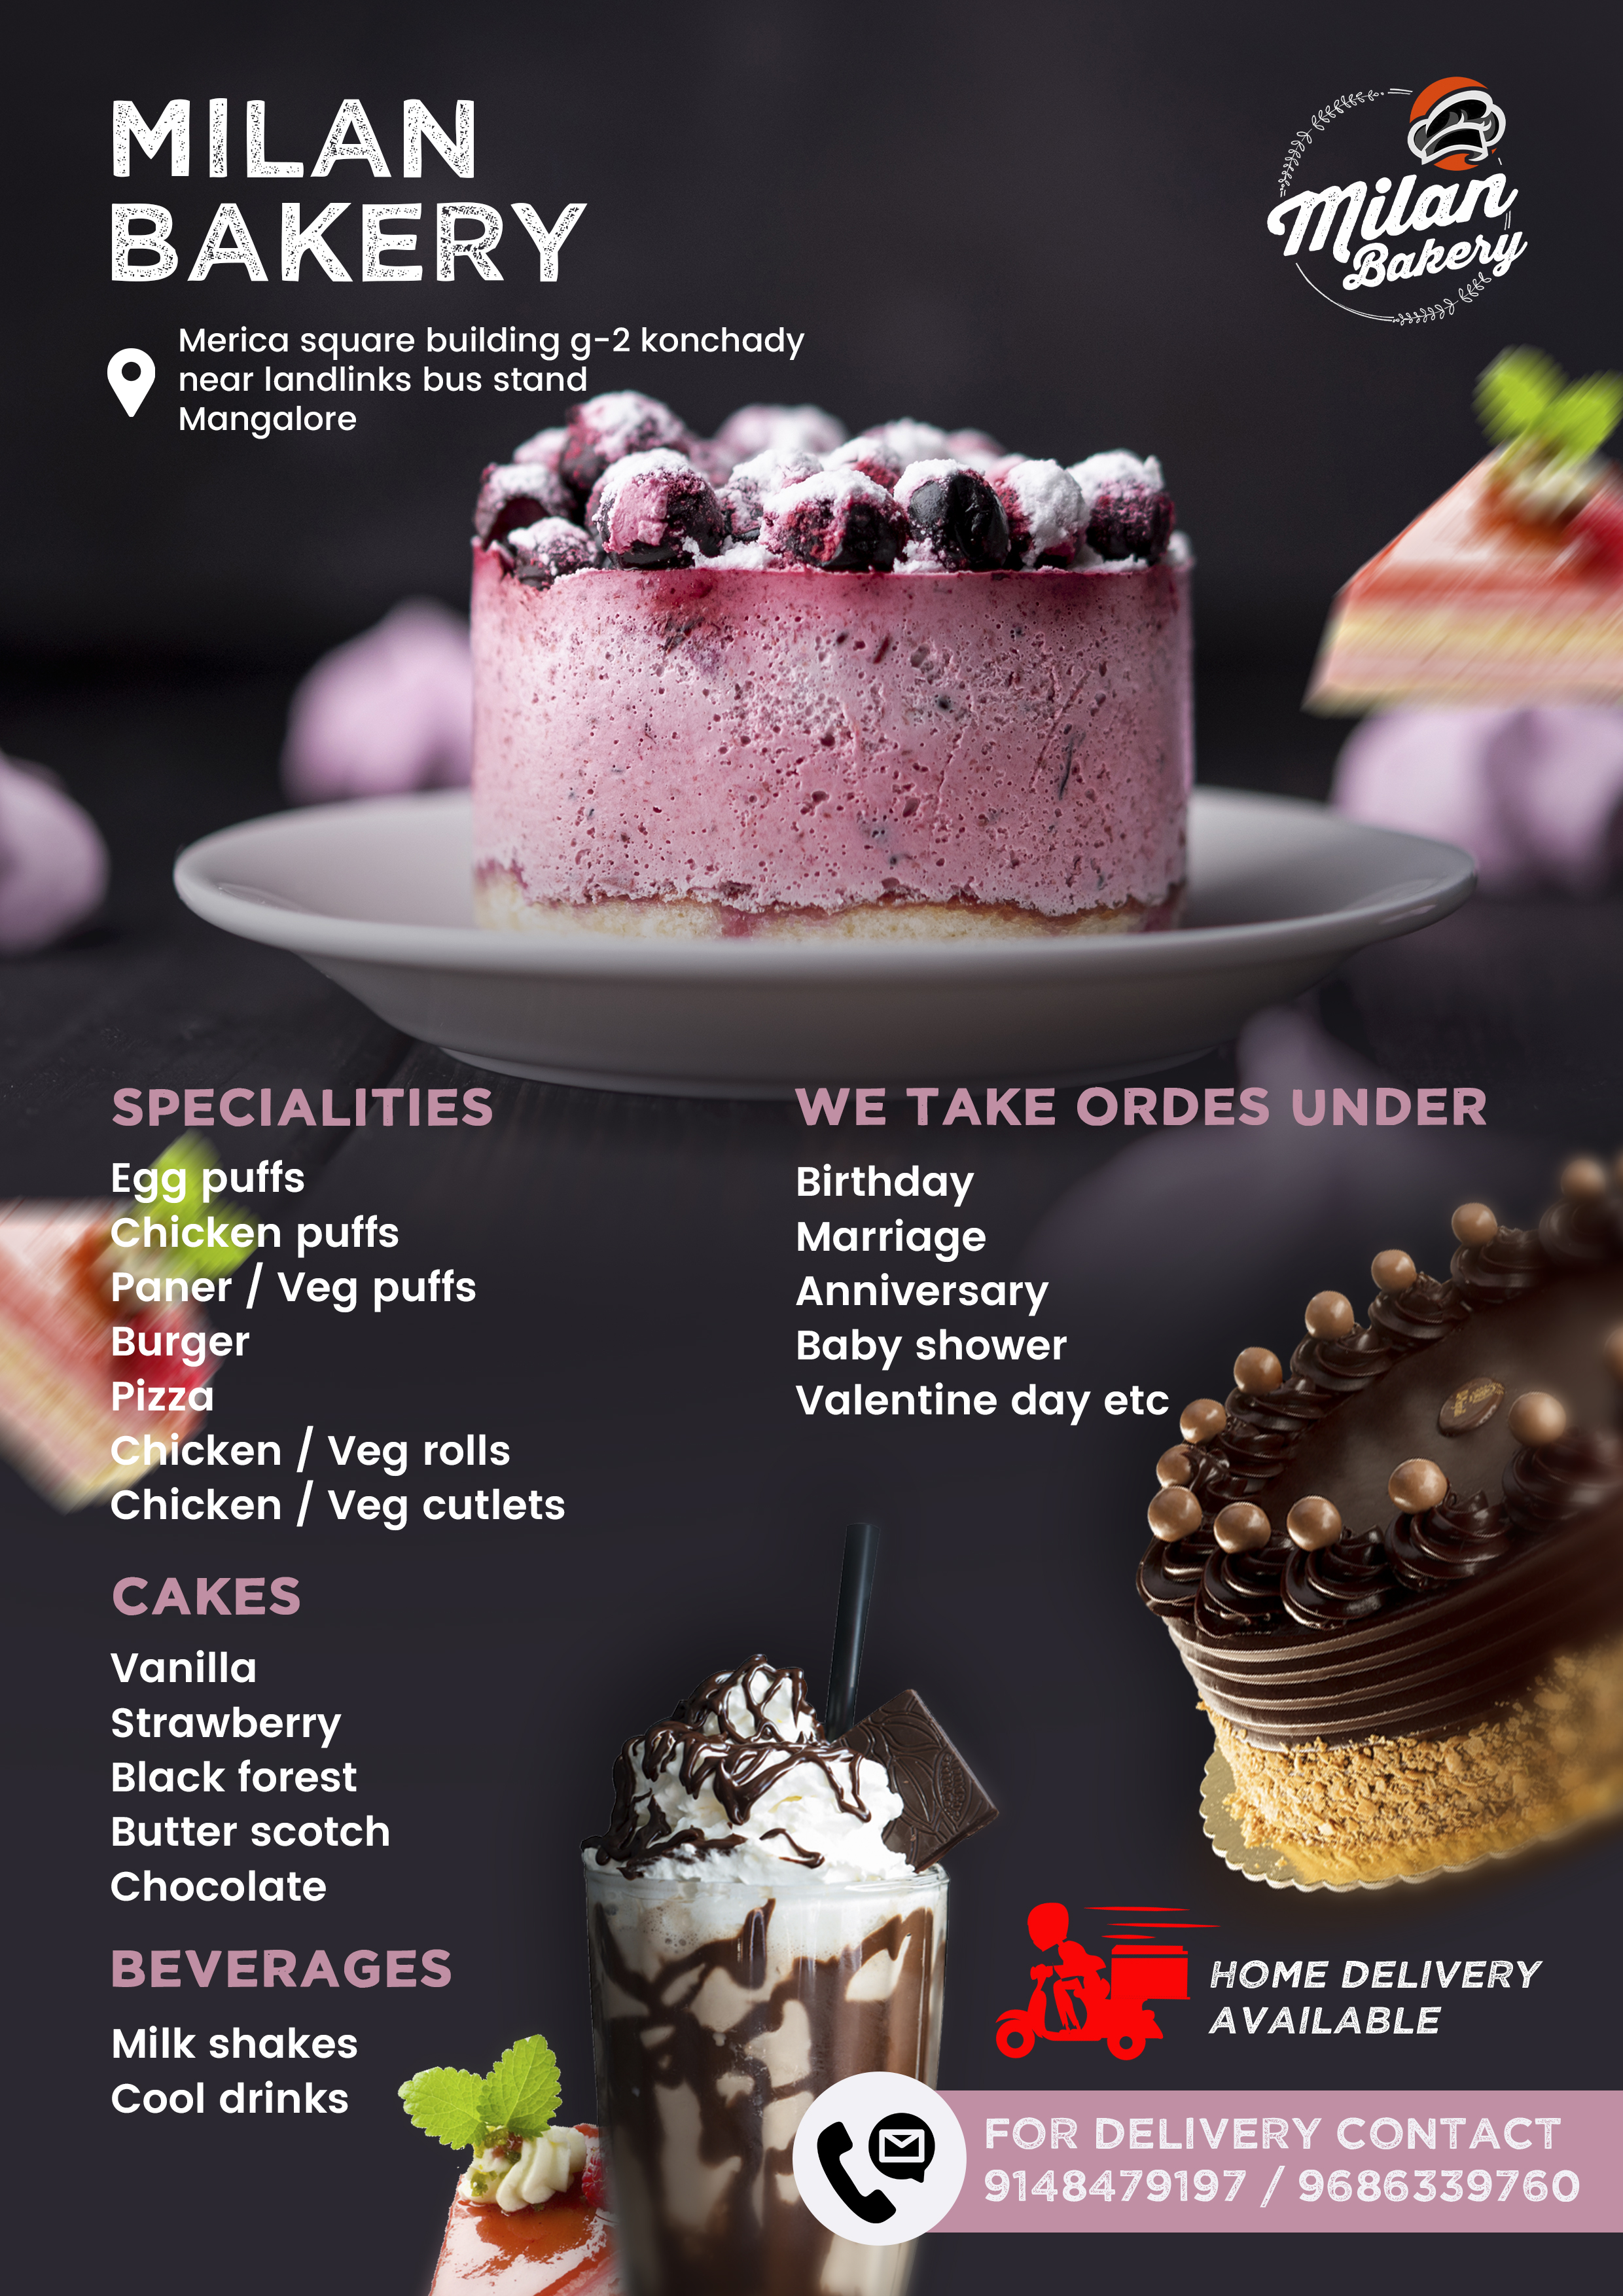 MILAN
BAKERY
Milan
Bakery
Merica square building g-2 konchady
near landlinks bus stand
Mangalore
SPECIALITIES
Egg puffs
Chicken puffs
Paner / Veg puffs
Burger
Pizza
Chicken / Veg rolls
Chicken / Veg cutlets
WE TAKE ORDES UNDER
Birthday
Marriage
Anniversary
Baby shower
Valentine day etc
CAKES
Vanilla
Strawberry
Black forest
Butter scotch
Chocolate
BEVERAGES
Milk shakes
Cool drinks
HOME DELIVERY
AVAILABLE
FOR DELIVERY CONTACT
9148479197 / 9686339760